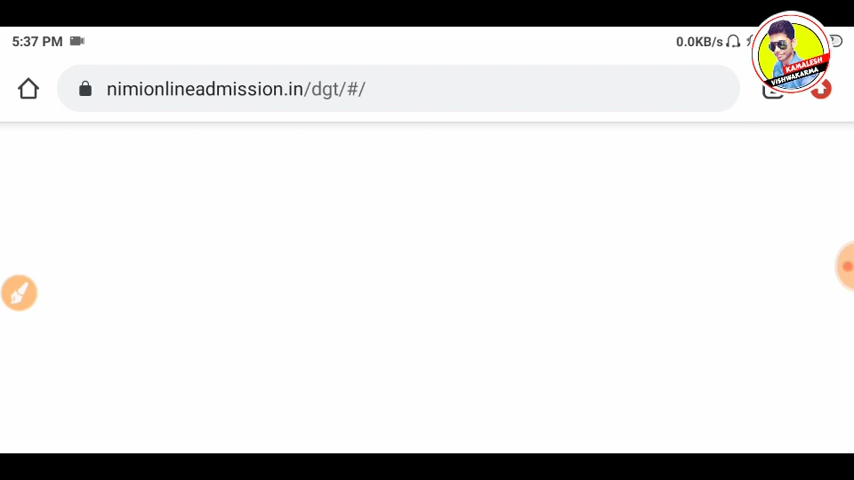 5:37 PM
0.0KB/s
nimionlineadmission.in/dgt/#/
KAMALESH
VISHWAKARMA